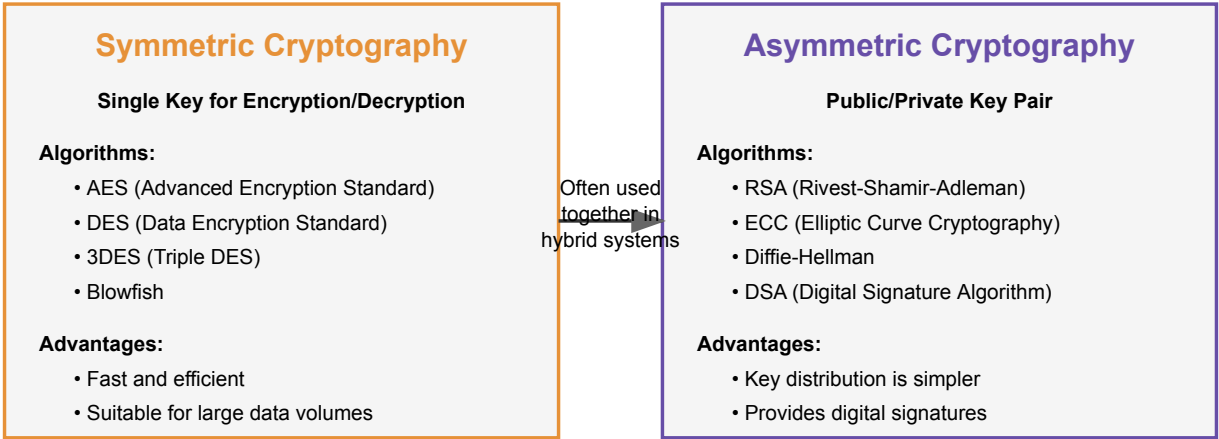 Symmetric Cryptography
Single Key for Encryption/Decryption
Algorithms:
• AES (Advanced Encryption Standard)
• DES (Data Encryption Standard)
• 3DES (Triple DES)
• Blowfish
Advantages:
• Fast and efficient
• Suitable for large data volumes
Often used
together in
hybrid systems
Asymmetric Cryptography
Public/Private Key Pair
Algorithms:
• RSA (Rivest-Shamir-Adleman)
• ECC (Elliptic Curve Cryptography)
• Diffie-Hellman
• DSA (Digital Signature Algorithm)
Advantages:
• Key distribution is simpler
• Provides digital signatures